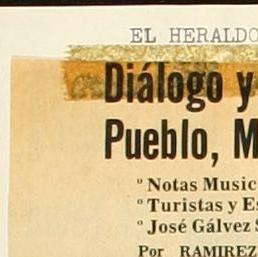 EL HERALDO
Diálogo y
Pueblo, M
° Notas Music
° Turistas y Es
° José Gálvez S
Por RAMIREZ